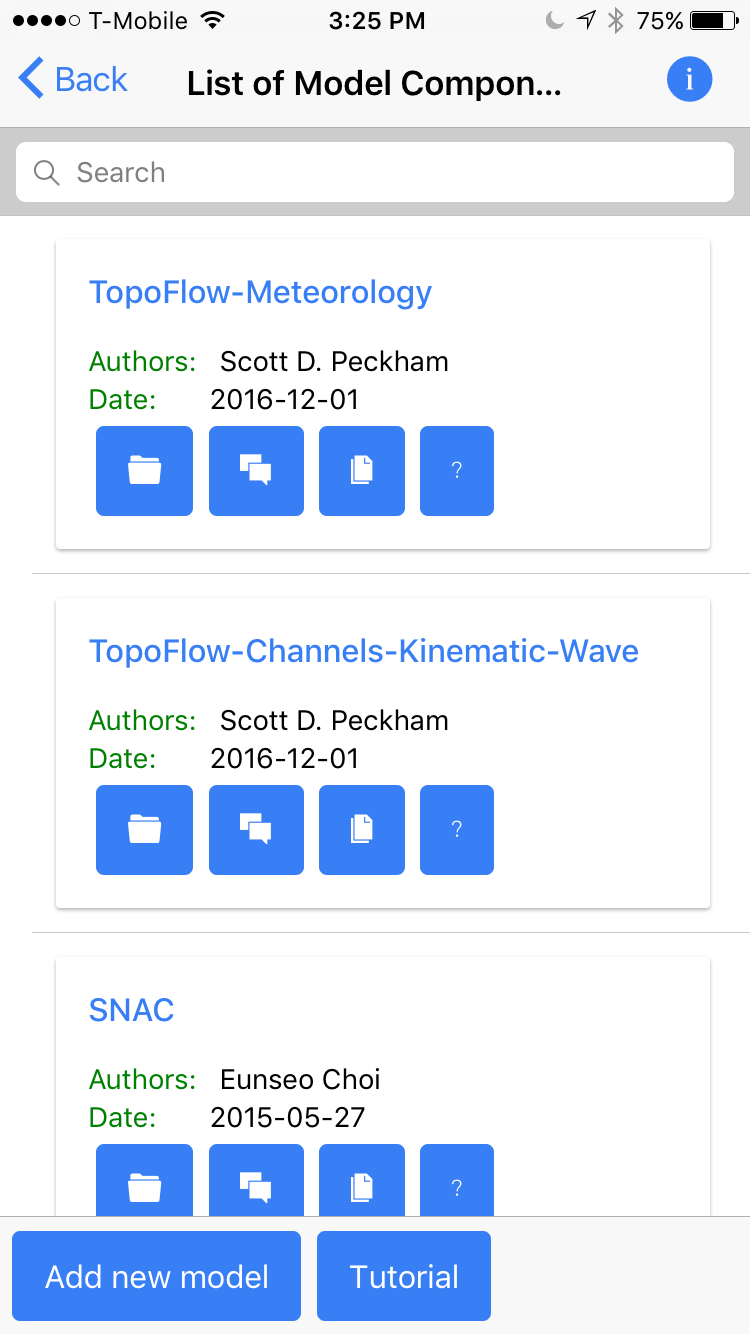 T-Mobile 3:25 PM 75%
Back List of Model Compon... i
Search
TopoFlow-Meteorology
Authors: Scott D. Peckham
Date: 2016-12-01
?
TopoFlow-Channels-Kinematic-Wave
Authors: Scott D. Peckham
Date: 2016-12-01
?
SNAC
Authors: Eunseo Choi
Date: 2015-05-27
?
Add new model Tutorial